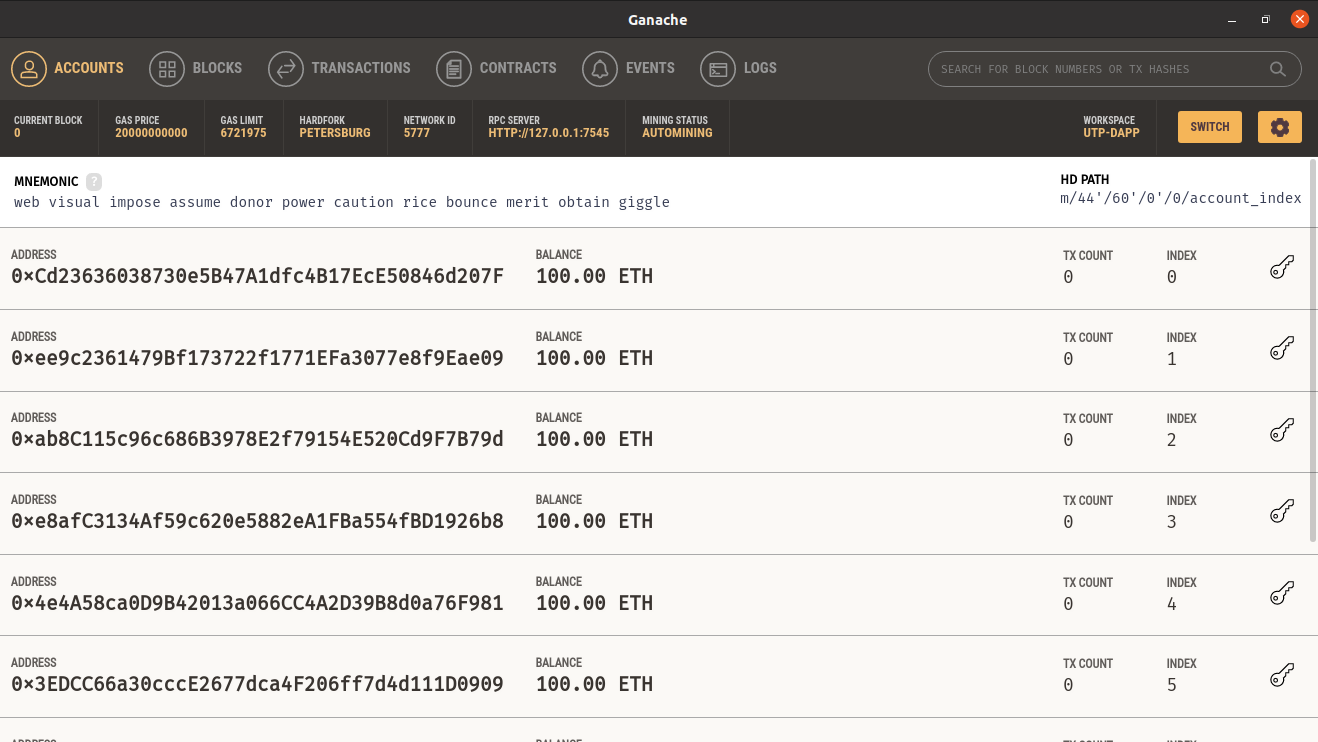 Ganache
ACCOUNTS BLOCKS TRANSACTIONS CONTRACTS EVENTS LOGS SEARCH FOR BLOCK NUMBERS OR TX HASHES
CURRENT BLOCK GAS PRICE GAS LIMIT HARDFORK NETWORK ID RPC SERVER MINING STATUS WORKSPACE
0 20000000000 6721975 PETERSBURG 5777 HTTP://127.0.0.1:7545 AUTOMINING UTP-DAPP SWITCH
MNEMONIC ? HD PATH
web visual impose assume donor power caution rice bounce merit obtain giggle m/44'/60'/0'/0/account_index
ADDRESS BALANCE TX COUNT INDEX
0×Cd23636038730e5B47A1dfc4B17EcE50846d207F 100.00 ETH 0 0
ADDRESS BALANCE TX COUNT INDEX
0×ee9c2361479Bf173722f1771EFa3077e8f9Eae09 100.00 ETH 0 1
ADDRESS BALANCE TX COUNT INDEX
0×ab8C115c96c686B3978E2f79154E520Cd9F7B79d 100.00 ETH 0 2
ADDRESS BALANCE TX COUNT INDEX
0×e8afC3134Af59c620e5882eA1FBa554fBD1926b8 100.00 ETH 0 3
ADDRESS BALANCE TX COUNT INDEX
0×4e4A58ca0D9B42013a066CC4A2D39B8d0a76F981 100.00 ETH 0 4
ADDRESS BALANCE TX COUNT INDEX
0×3EDCC66a30cccE2677dca4F206ff7d4d111D0909 100.00 ETH 0 5